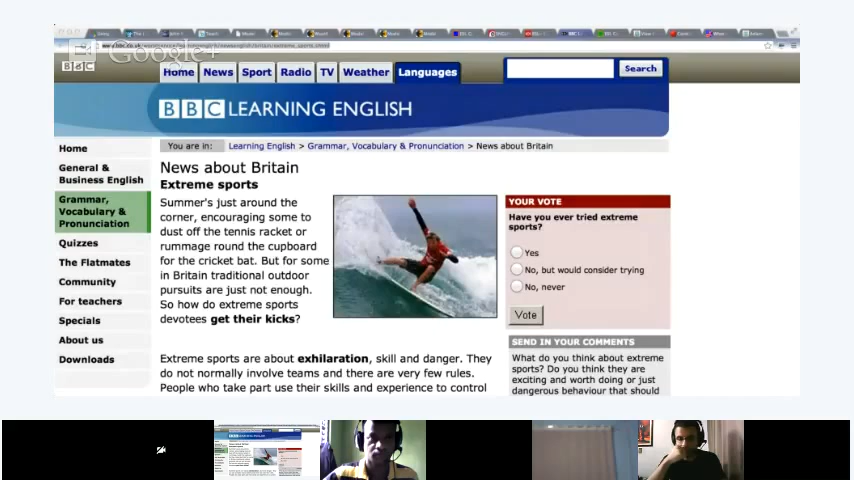 Google+
BBC
Home News Sport Radio TV Weather Languages
Search
BBC LEARNING ENGLISH
You are in: Learning English > Grammar, Vocabulary & Pronunciation > News about Britain
Home
General &
Business English
Grammar,
Vocabulary &
Pronunciation
Quizzes
The Flatmates
Community
For teachers
Specials
About us
Downloads
News about Britain
Extreme sports
Summer's just around the
corner, encouraging some to
dust off the tennis racket or
rummage round the cupboard
for the cricket bat. But for some
in Britain traditional outdoor
pursuits are just not enough.
So how do extreme sports
devotees get their kicks?
Extreme sports are about exhilaration, skill and danger. They
do not normally involve teams and there are very few rules.
People who take part use their skills and experience to control
YOUR VOTE
Have you ever tried extreme
sports?
Yes
No, but would consider trying
No, never
Vote
SEND IN YOUR COMMENTS
What do you think about extreme
sports? Do you think they are
exciting and worth doing or just
dangerous behaviour that should